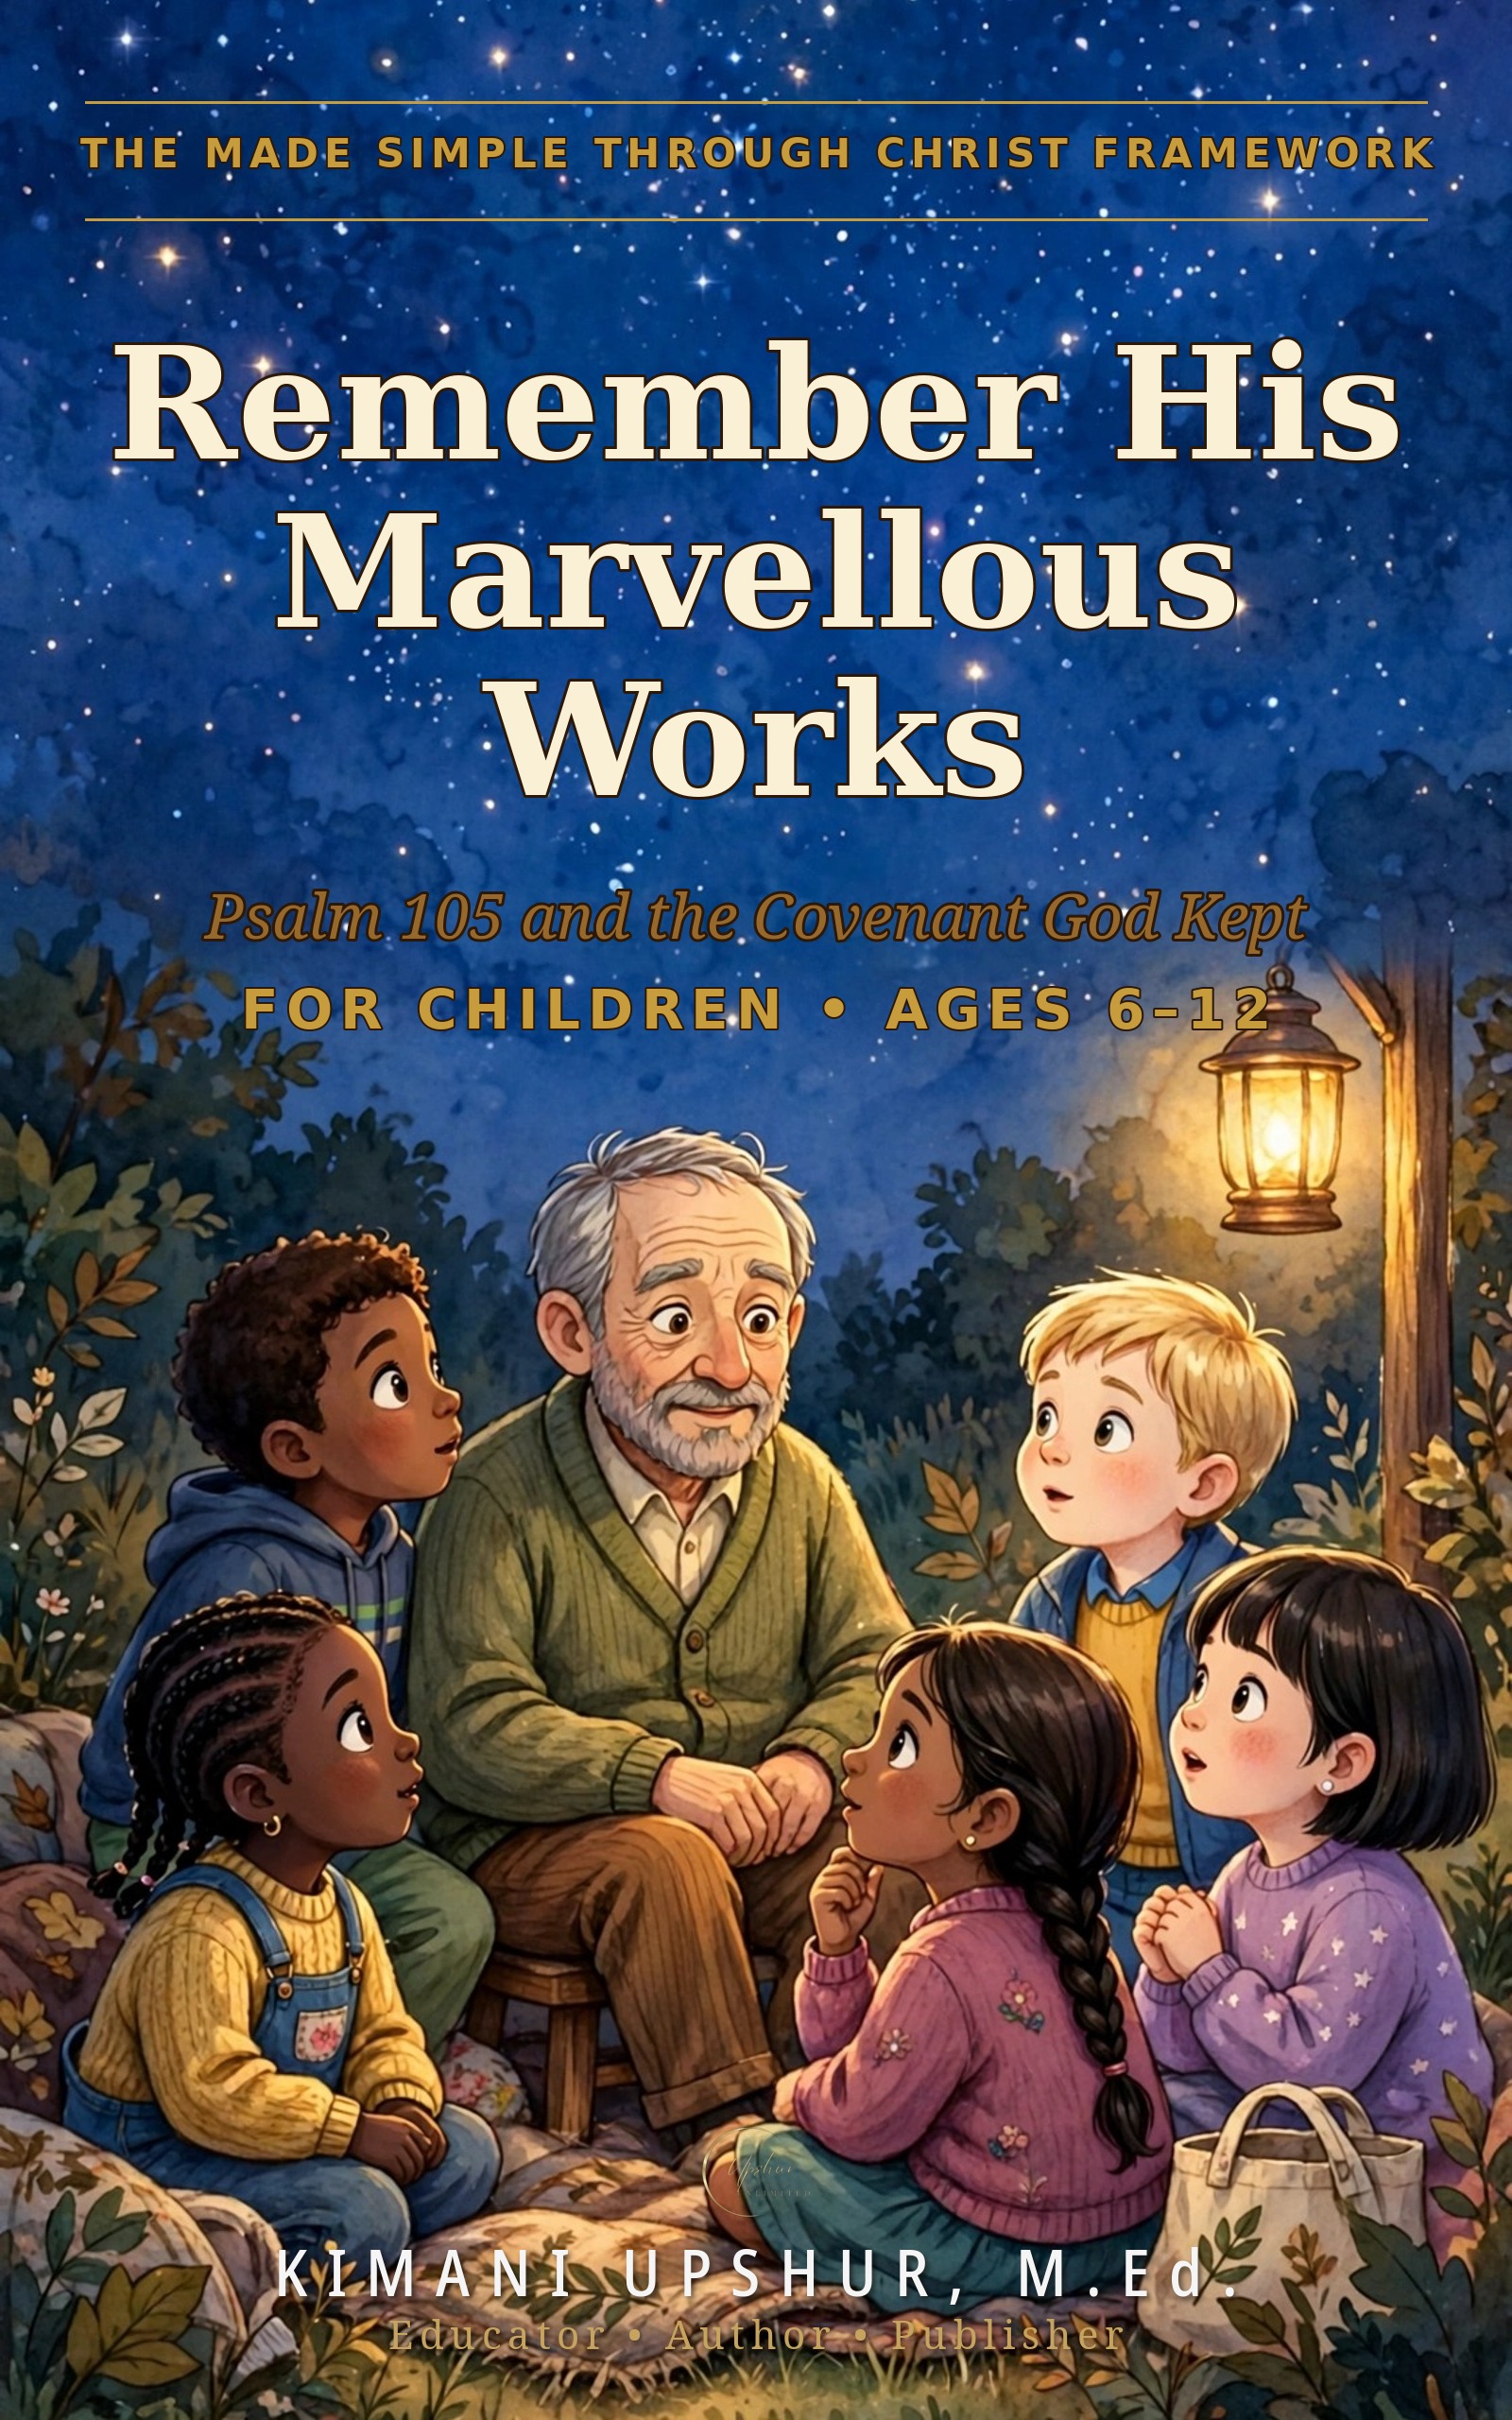 THE MADE SIMPLE THROUGH CHRIST FRAMEWORK
Remember His
Marvellous
Works
Psalm 105 and the Covenant God Kept
FOR CHILDREN • AGES 6–12
Upshur
KIMANI UPSHUR, M.Ed.
Educator • Author • Publisher